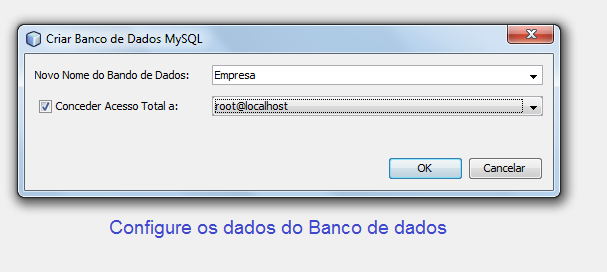 Criar Banco de Dados MySQL
Novo Nome do Bando de Dados: Empresa
Conceder Acesso Total a: root@localhost
OK Cancelar
Configure os dados do Banco de dados